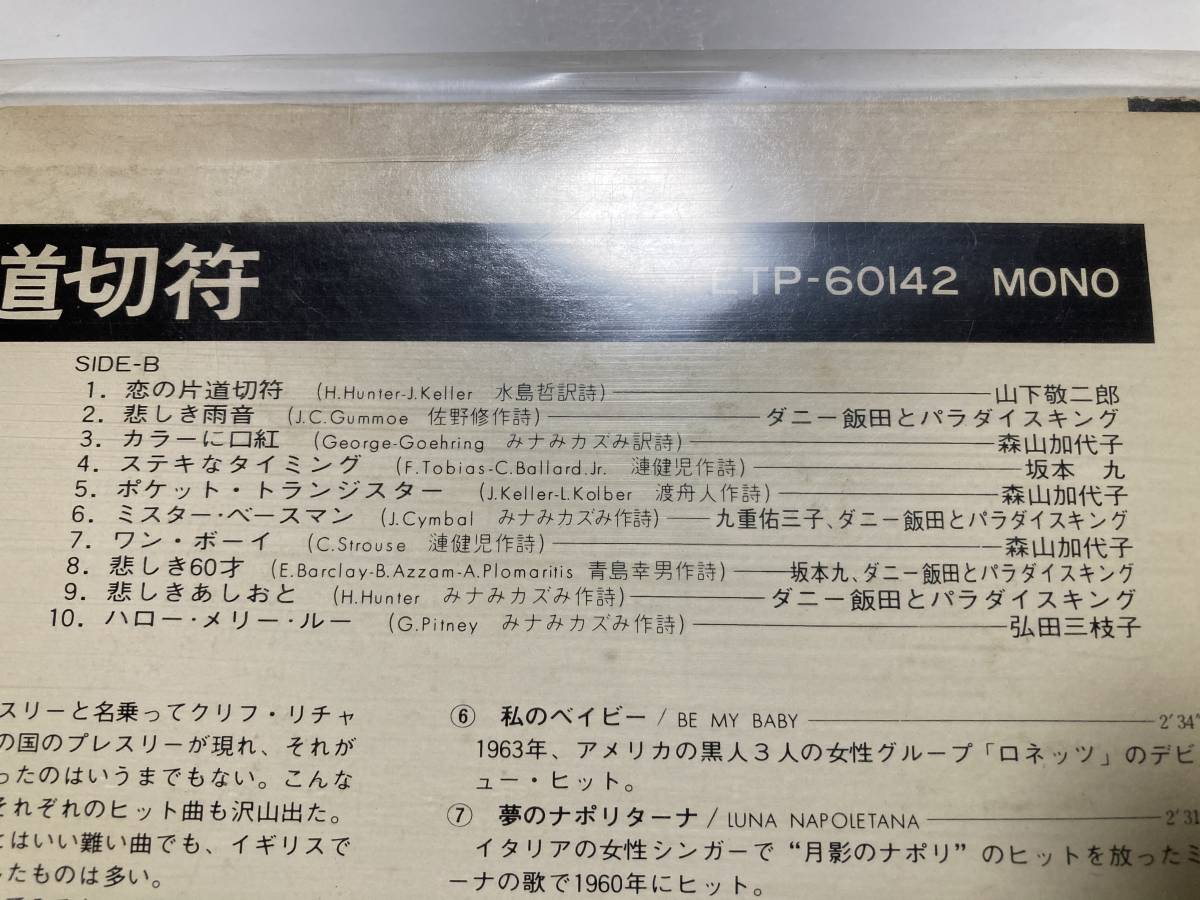 道切符
ETP-60142 MONO
SIDE-B
1. 恋の片道切符 (H.Hunter-J.Keller 水島哲訳詩) 山下敬二郎
2. 悲しき雨音 (J.C.Gummoe 佐野修作詩) ダニー飯田とパラダイスキング
3. カラーに口紅 (George-Goehring みナみカズみ訳詩) 森山加代子
4. ステキなタイミング (F.Tobias-C.Ballard.Jr. 漣健児作詩) 坂本 九
5. ポケット・トランジスター (J.Keller-L.Kolber 渡舟人作詩) 森山加代子
6. ミスター・ベースマン (J.Cymbal みナみカズみ作詩) 九重佑三子、ダニー飯田とパラダイスキング
7. ワン・ボーイ (C.Strouse 漣健児作詩) 森山加代子
8. 悲しき60才 (E.Barclay-B.Azzam-A.Plomaritis 青島幸男作詩) 坂本九、ダニー飯田とパラダイスキング
9. 悲しきあしおと (H.Hunter みナみカズみ作詩) ダニー飯田とパラダイスキング
10. ハロー・メリー・ルー (G.Pitney みナみカズみ作詩) 弘田三枝子
スリーと名乗ってクリフ・リチャ
の国のプレスリーが現れ、それが
ったのはいうまでもない。こんな
それぞれのヒット曲も沢山出た。
てはいい難い曲でも、イギリスで
したものは多い。
⑥ 私のベイビー / BE MY BABY 2'34"
1963年、アメリカの黒人3人の女性グループ「ロネッツ」のデビ
ュー・ヒット。
⑦ 夢のナポリターナ / LUNA NAPOLETANA 2'31
イタリアの女性シンガーで“月影のナポリ”のヒットを放ったミ
ーナの歌で1960年にヒット。